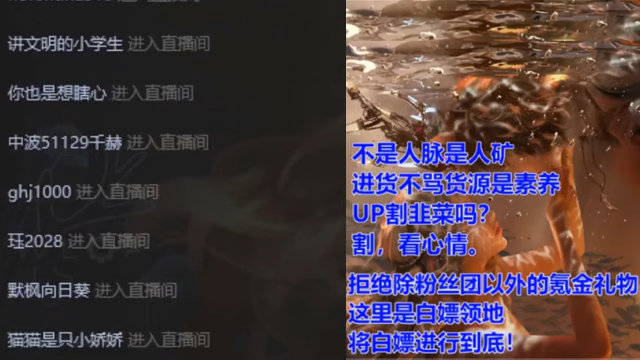 讲文明的小学生 进入直播间
你也是想瞎心 进入直播间
中波51129千赫 进入直播间
ghj1000 进入直播间
珏2028 进入直播间
默枫向日葵 进入直播间
猫猫是只小娇娇 进入直播间
不是人脉是人矿
进货不骂货源是素养
UP割韭菜吗?
割，看心情。
拒绝除粉丝团以外的氪金礼物
这里是白嫖领地
将白嫖进行到底!